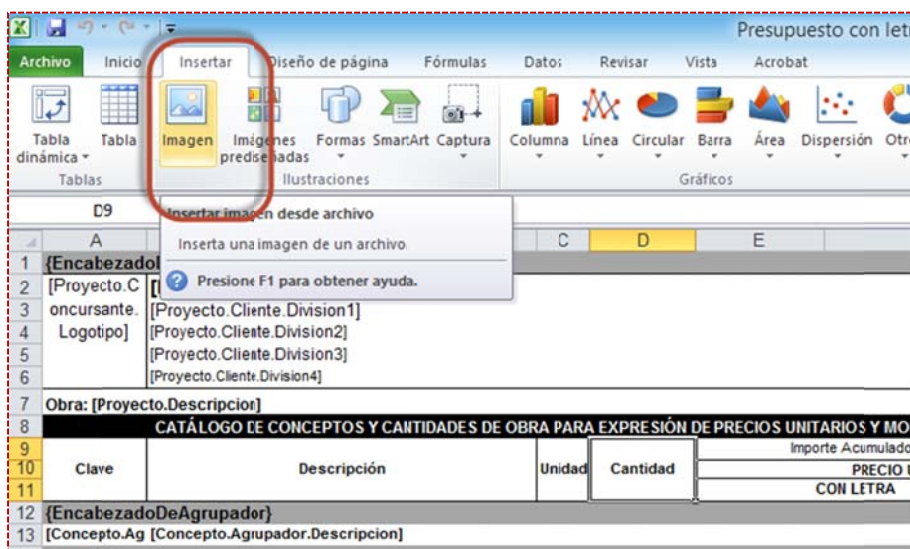 Presupuesto con letr
Archivo Inicio Insertar Diseño de página Fórmulas Datos Revisar Vista Acrobat
Tabla dinámica Tabla Imagen Imágenes prediseñadas Formas SmartArt Captura Columna Línea Circular Barra Área Dispersión Otr
Tablas Ilustraciones Gráficos
D9
Insertar imagen desde archivo
Inserta una imagen de un archivo
Presione F1 para obtener ayuda.
A C D E
1 {Encabezado
2 [Proyecto.C
3 oncursante. [Proyecto.Cliente.Division1]
4 Logotipo] [Proyecto.Cliente.Division2]
5 [Proyecto.Cliente.Division3]
6 [Proyecto.Cliente.Division4]
7 Obra: [Proyecto.Descripcion]
8 CATÁLOGO DE CONCEPTOS Y CANTIDADES DE OBRA PARA EXPRESIÓN DE PRECIOS UNITARIOS Y MO
9 Importe Acumulado
10 Clave Descripción Unidad Cantidad PRECIO U
11 CON LETRA
12 {EncabezadoDeAgrupador}
13 [Concepto.Ag [Concepto.Agrupador.Descripcion]